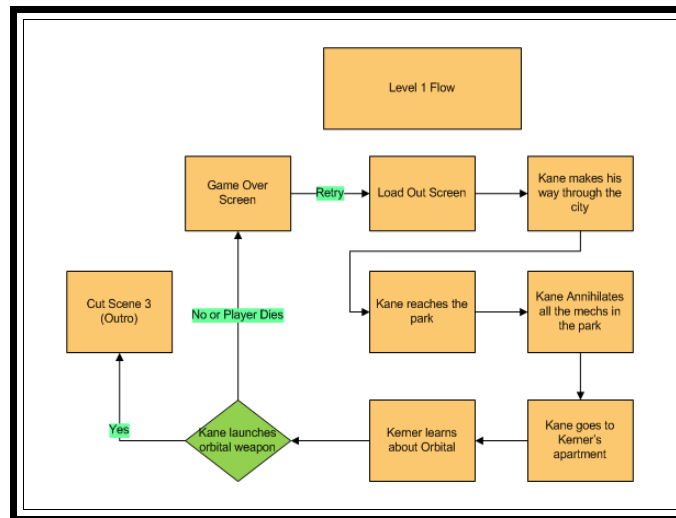 Level 1 Flow
Game Over
Screen
Retry
Load Out Screen
Kane makes his
way through the
city
Cut Scene 3
(Outro)
No or Player Dies
Kane reaches the
park
Kane Annihilates
all the mechs in
the park
Yes
Kane launches
orbital weapon
Kerner learns
about Orbital
Kane goes to
Kerner's
apartment